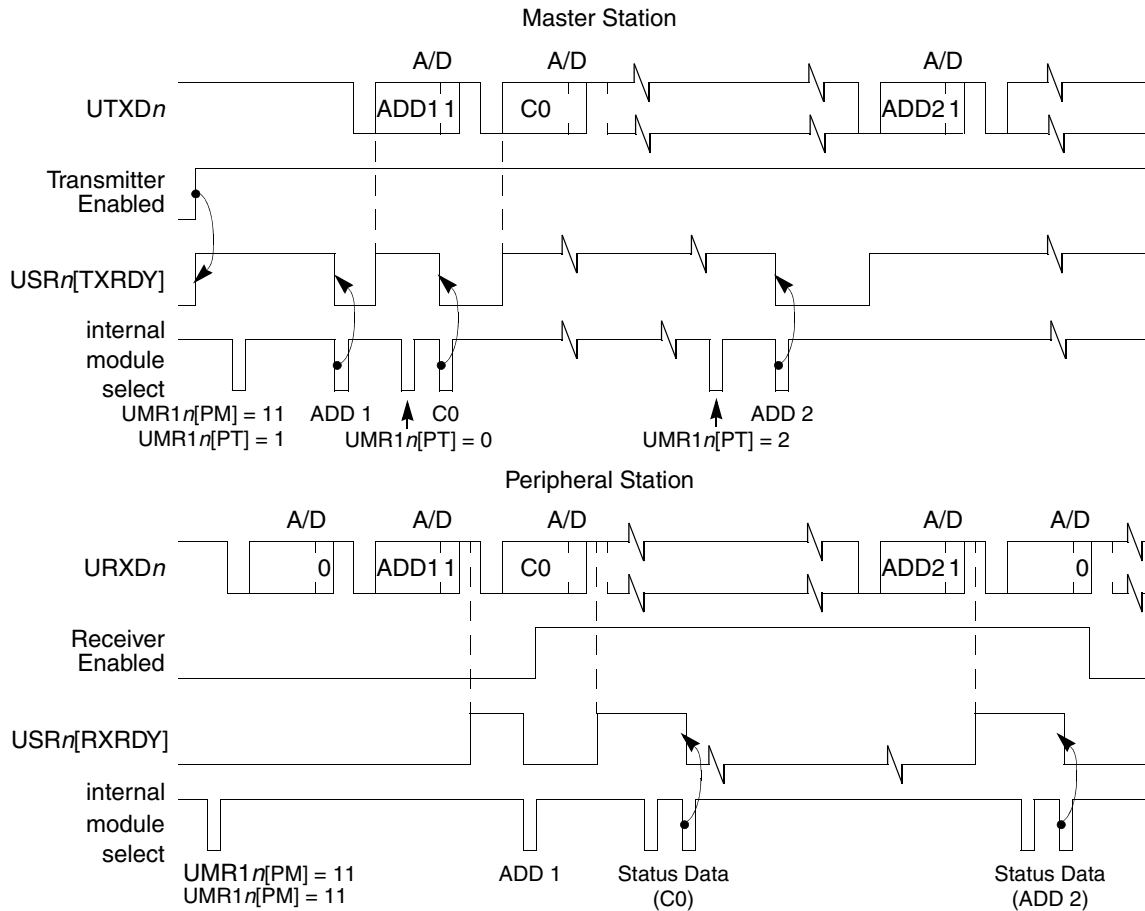 Master Station
A/D A/D A/D
UTXDn ADD1 1 C0 ADD2 1
Transmitter
Enabled
USRn[TXRDY]
internal
module
select
UMR1n[PM] = 11 ADD 1 C0 ADD 2
UMR1n[PT] = 1 UMR1n[PT] = 0 UMR1n[PT] = 2
Peripheral Station
A/D A/D A/D A/D A/D
URXDn 0 ADD1 1 C0 ADD2 1 0
Receiver
Enabled
USRn[RXRDY]
internal
module
select
UMR1n[PM] = 11 ADD 1 Status Data Status Data
UMR1n[PM] = 11 (C0) (ADD 2)